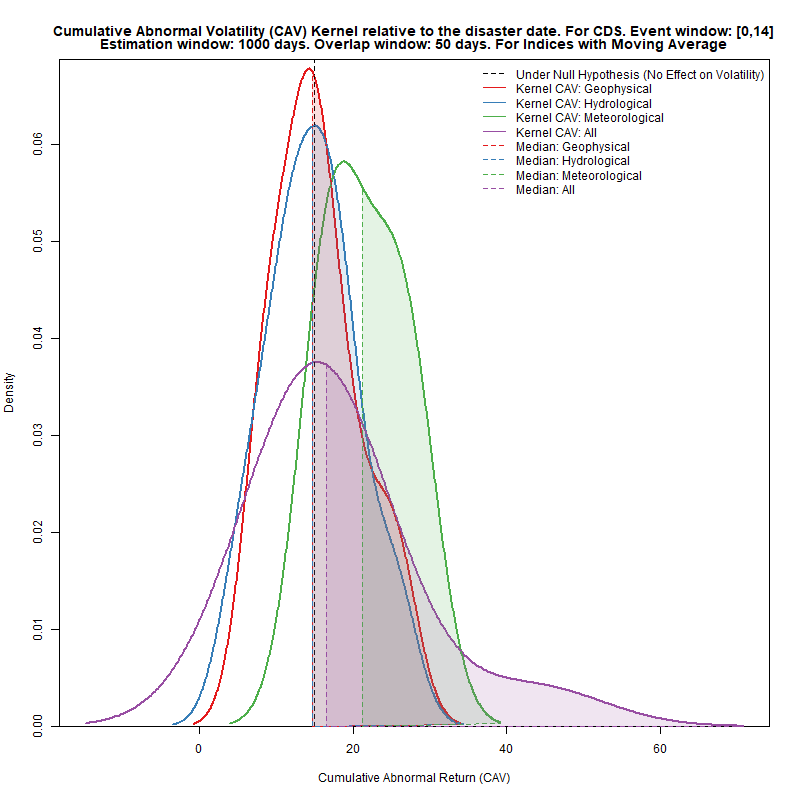 Cumulative Abnormal Volatility (CAV) Kernel relative to the disaster date. For CDS. Event window: [0,14]
Estimation window: 1000 days. Overlap window: 50 days. For Indices with Moving Average
Under Null Hypothesis (No Effect on Volatility)
Kernel CAV: Geophysical
Kernel CAV: Hydrological
Kernel CAV: Meteorological
Kernel CAV: All
Median: Geophysical
Median: Hydrological
Median: Meteorological
Median: All
Density
0.06
0.05
0.04
0.03
0.02
0.01
0.00
0 20 40 60
Cumulative Abnormal Return (CAV)